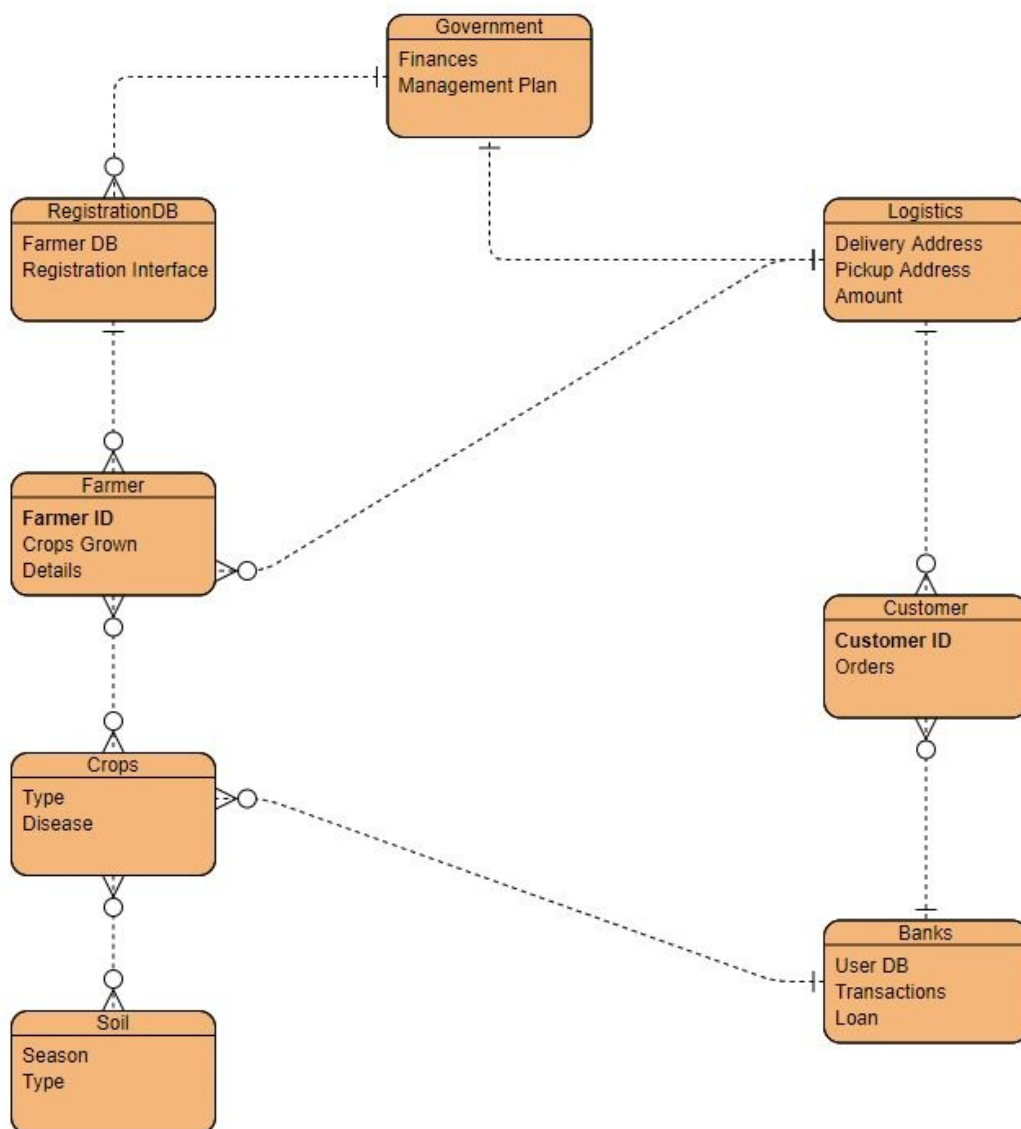 Government
Finances
Management Plan
RegistrationDB
Farmer DB
Registration Interface
Logistics
Delivery Address
Pickup Address
Amount
Farmer
Farmer ID
Crops Grown
Details
Customer
Customer ID
Orders
Crops
Type
Disease
Banks
User DB
Transactions
Loan
Soil
Season
Type